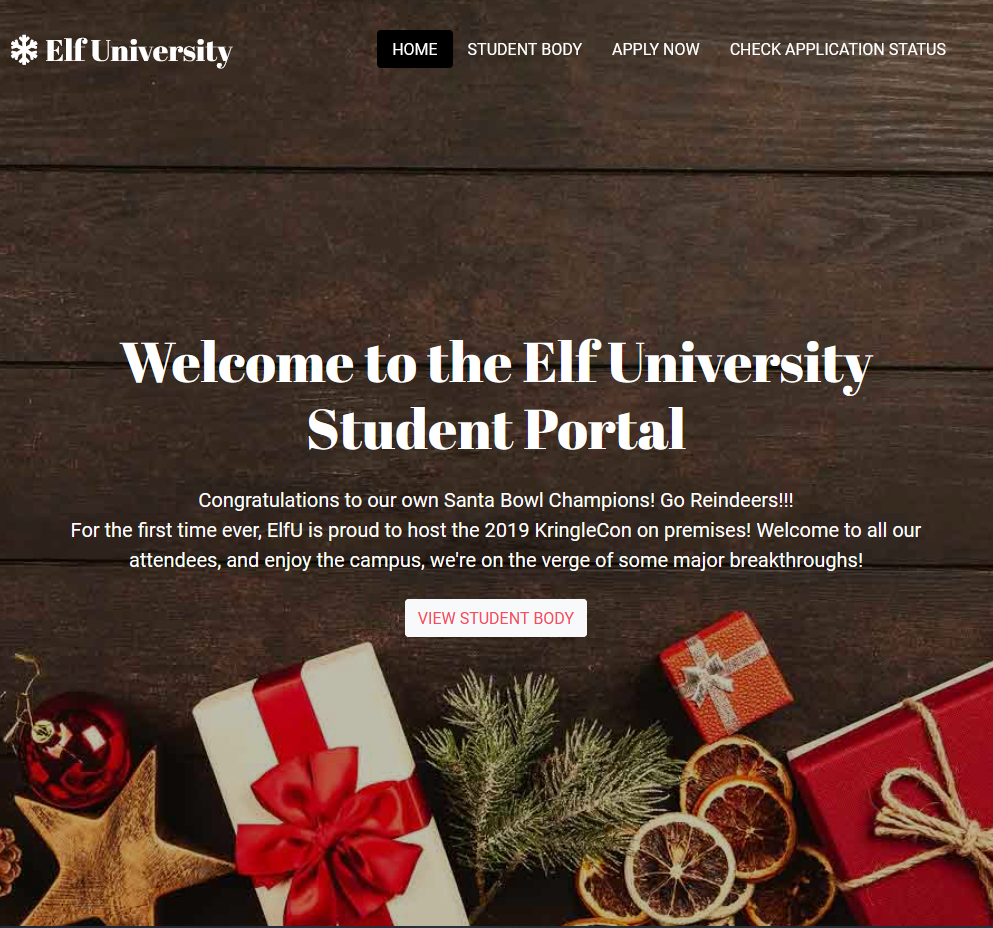 Elf University
HOME STUDENT BODY APPLY NOW CHECK APPLICATION STATUS
Welcome to the Elf University
Student Portal
Congratulations to our own Santa Bowl Champions! Go Reindeers!!!
For the first time ever, ElfU is proud to host the 2019 KringleCon on premises! Welcome to all our
attendees, and enjoy the campus, we're on the verge of some major breakthroughs!
VIEW STUDENT BODY